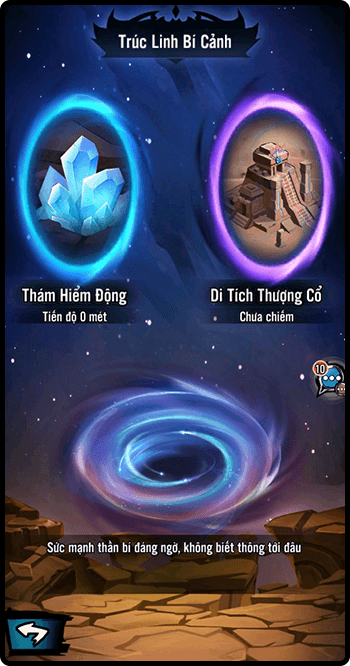 Trúc Linh Bí Cảnh
Thám Hiểm Động
Tiến độ 0 mét
Di Tích Thượng Cổ
Chưa chiếm
10
Sức mạnh thần bí đáng ngờ, không biết thông tới đâu